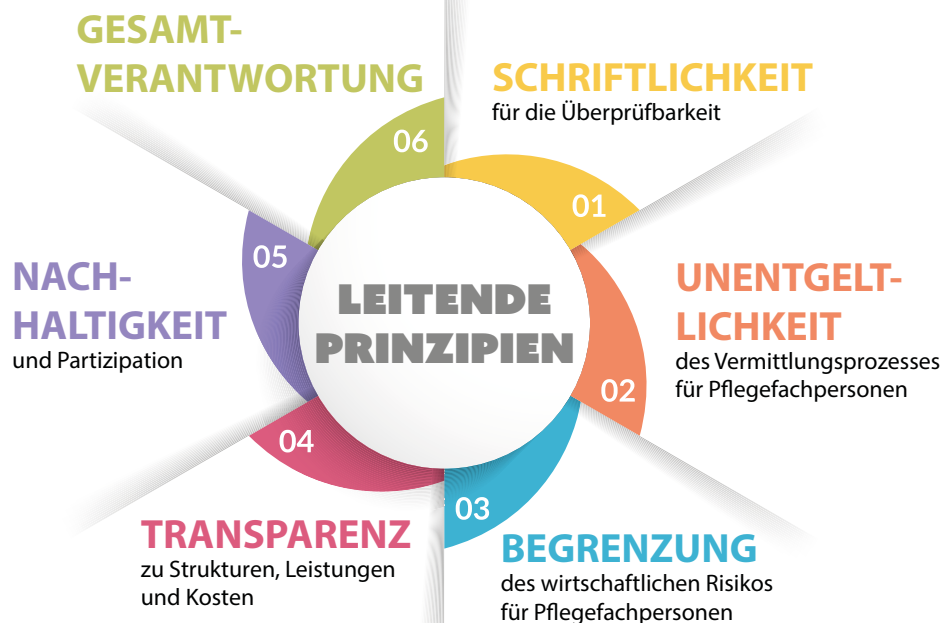 LEITENDE
PRINZIPIEN
01
SCHRIFTLICHKEIT
für die Überprüfbarkeit
02
UNENTGELT-
LICHKEIT
des Vermittlungsprozesses
für Pflegefachpersonen
03
BEGRENZUNG
des wirtschaftlichen Risikos
für Pflegefachpersonen
04
TRANSPARENZ
zu Strukturen, Leistungen
und Kosten
05
NACH-
HALTIGKEIT
und Partizipation
06
GESAMT-
VERANTWORTUNG